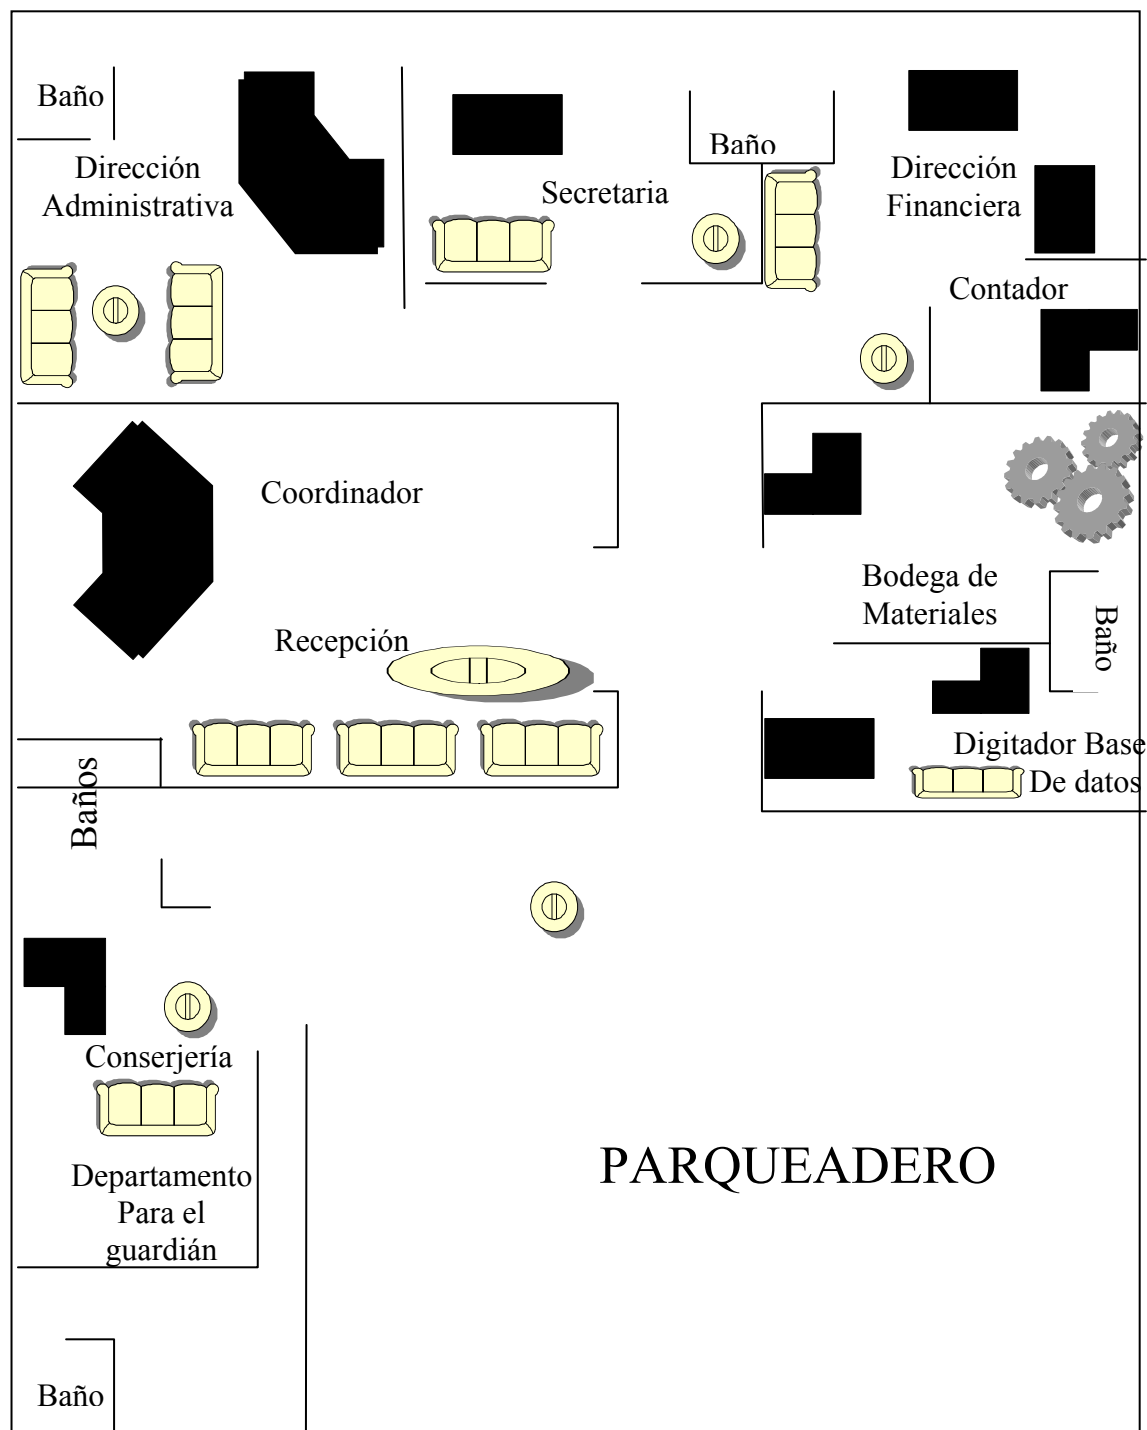 Baño
Dirección
Administrativa
Secretaria
Baño
Dirección
Financiera
Contador
Coordinador
Bodega de
Materiales
Baño
Recepción
Digitador Base
De datos
Baños
Conserjería
Departamento
Para el
guardián
PARQUEADERO
Baño